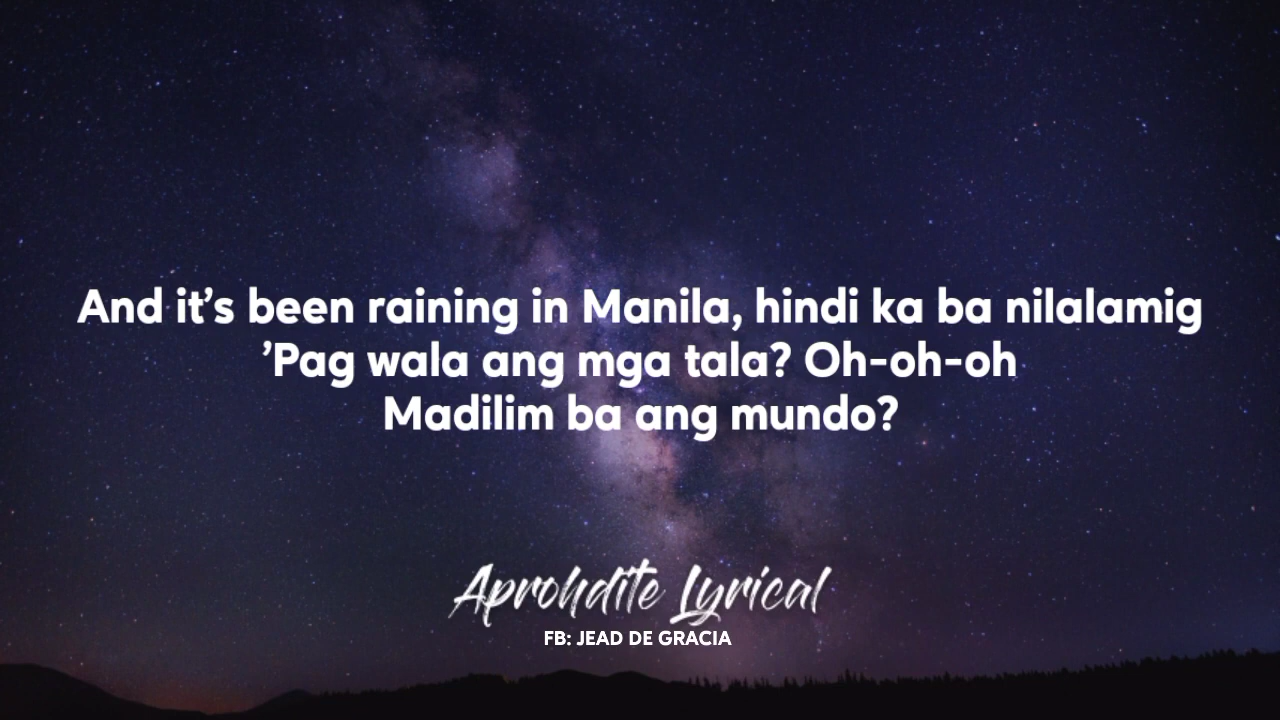 And it's been raining in Manila, hindi ka ba nilalamig
'Pag wala ang mga tala? Oh-oh-oh
Madilim ba ang mundo?
Aprohdite Lyrical
FB: JEAD DE GRACIA